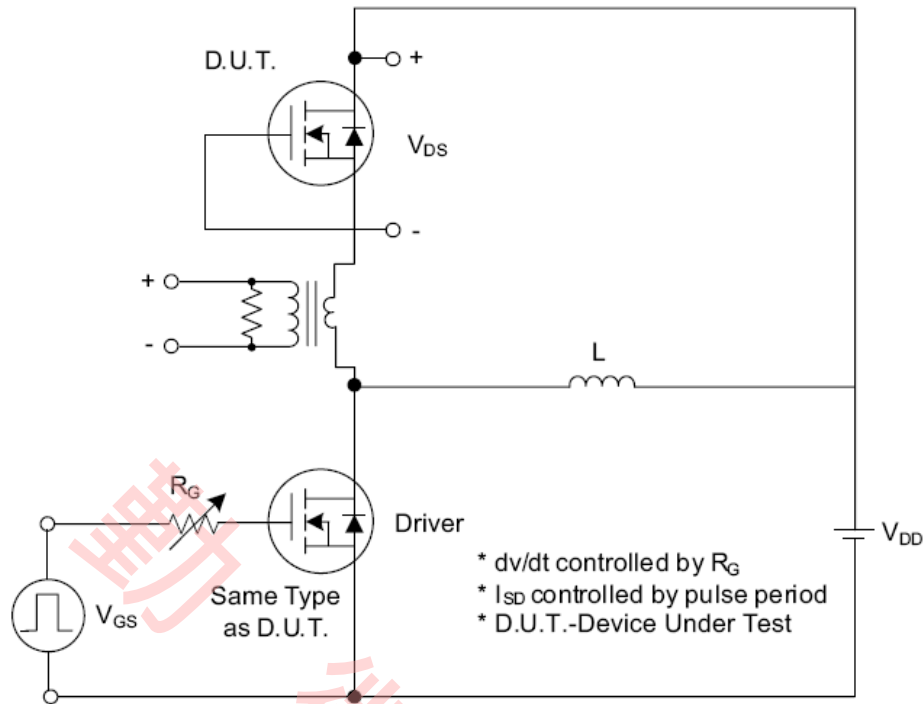 D.U.T.
+
VDS
-
+
-
L
RG
Driver
VDD
VGS
Same Type
as D.U.T.
* dv/dt controlled by RG
* ISD controlled by pulse period
* D.U.T.-Device Under Test
勤